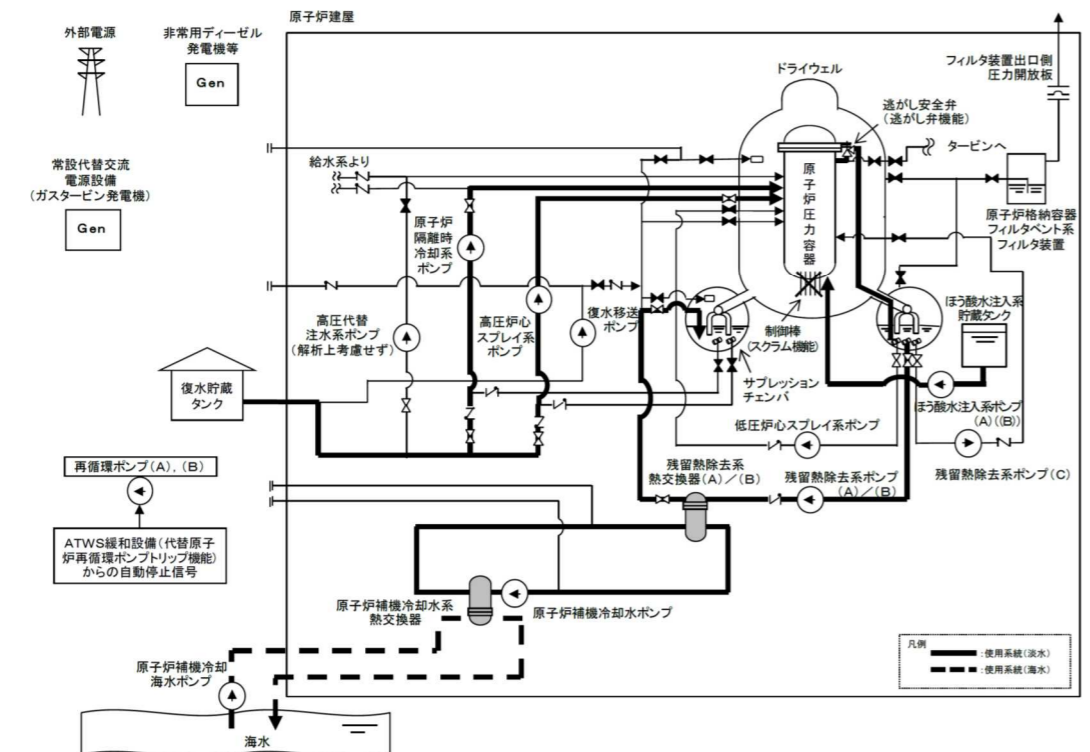 原子炉建屋
外部電源
非常用ディーゼル
発電機等
Gen
常設代替交流
電源設備
(ガスタービン発電機)
Gen
ドライウェル
フィルタ装置出口側
圧力開放板
逃がし安全弁
(逃がし弁機能)
タービンへ
給水系より
原子炉圧力容器
原子炉格納容器
フィルタベント系
フィルタ装置
原子炉
隔離時
冷却系
ポンプ
高圧代替
注水系ポンプ
(解析上考慮せず)
高圧炉心
スプレイ系
ポンプ
復水移送
ポンプ
制御棒
(スクラム機能)
ほう酸水注入系
貯蔵タンク
復水貯蔵
タンク
サプレッション
チェンバ
ほう酸水注入系ポンプ
(A)((B))
低圧炉心スプレイ系ポンプ
再循環ポンプ(A),(B)
残留熱除去系
熱交換器(A)/(B)
残留熱除去系ポンプ
(A)/(B)
残留熱除去系ポンプ(C)
ATWS緩和設備(代替原子
炉再循環ポンプトリップ機能)
からの自動停止信号
原子炉補機冷却水系
熱交換器
原子炉補機冷却水ポンプ
原子炉補機冷却
海水ポンプ
海水
凡例
:使用系統(淡水)
:使用系統(海水)